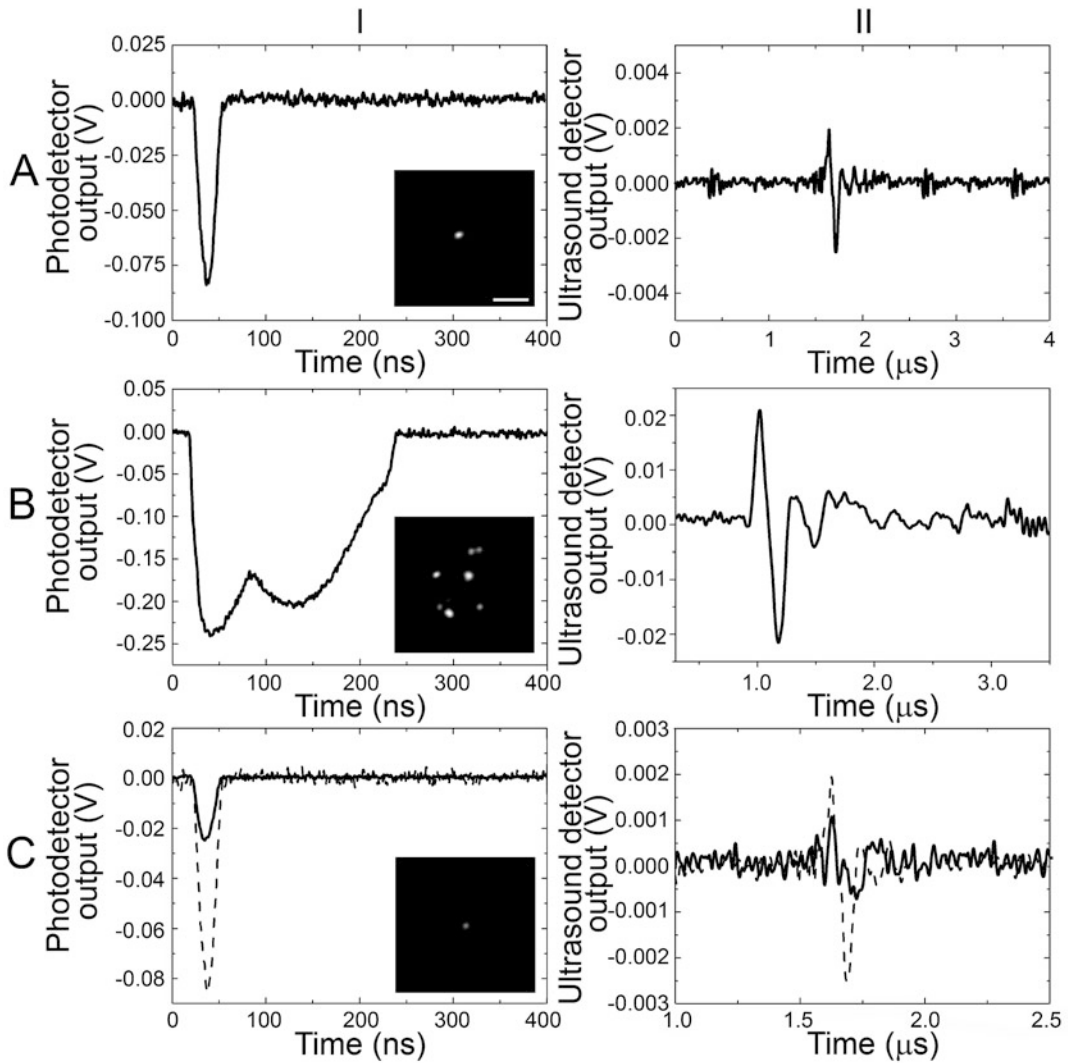 I
II
A
Photodetector
output (V)
0.025
0.000
-0.025
-0.050
-0.075
-0.100
0
100
200
300
400
Time (ns)
Ultrasound detector
output (V)
0.004
0.002
0.000
-0.002
-0.004
0
1
2
3
4
Time (μs)
B
Photodetector
output (V)
0.05
0.00
-0.05
-0.10
-0.15
-0.20
-0.25
0
100
200
300
400
Time (ns)
Ultrasound detector
output (V)
0.02
0.01
0.00
-0.01
-0.02
1.0
2.0
3.0
Time (μs)
C
Photodetector
output (V)
0.02
0.00
-0.02
-0.04
-0.06
-0.08
0
100
200
300
400
Time (ns)
Ultrasound detector
output (V)
0.003
0.002
0.001
0.000
-0.001
-0.002
-0.003
1.0
1.5
2.0
2.5
Time (μs)